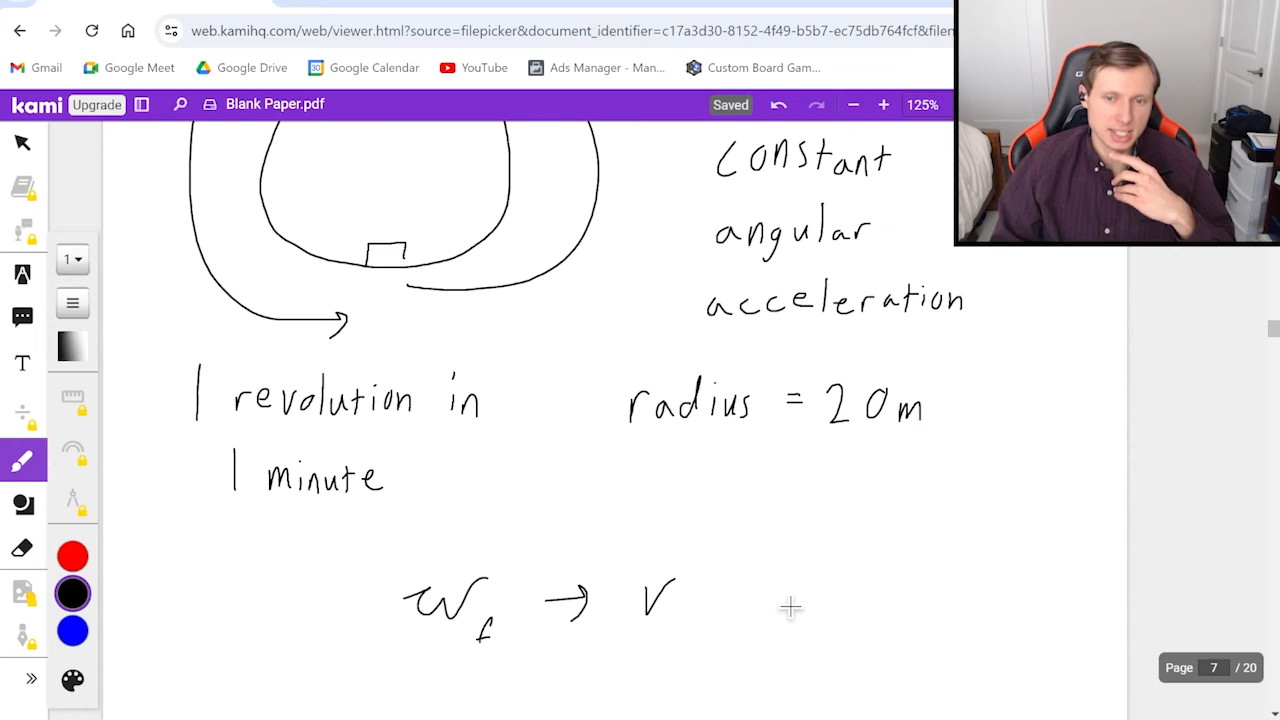 web.kamihq.com/web/viewer.html?source=filepicker&document_identifier=c17a3d30-8152-4f49-b5b7-ec75db764fcf&filen
Gmail Google Meet Google Drive 30 Google Calendar YouTube Ads Manager - Man... Custom Board Gam...
kami Upgrade Blank Paper.pdf Saved 125%
constant
angular
acceleration
1
1 revolution in radius = 20m
1 minute
ω_f → v
Page 7 / 20